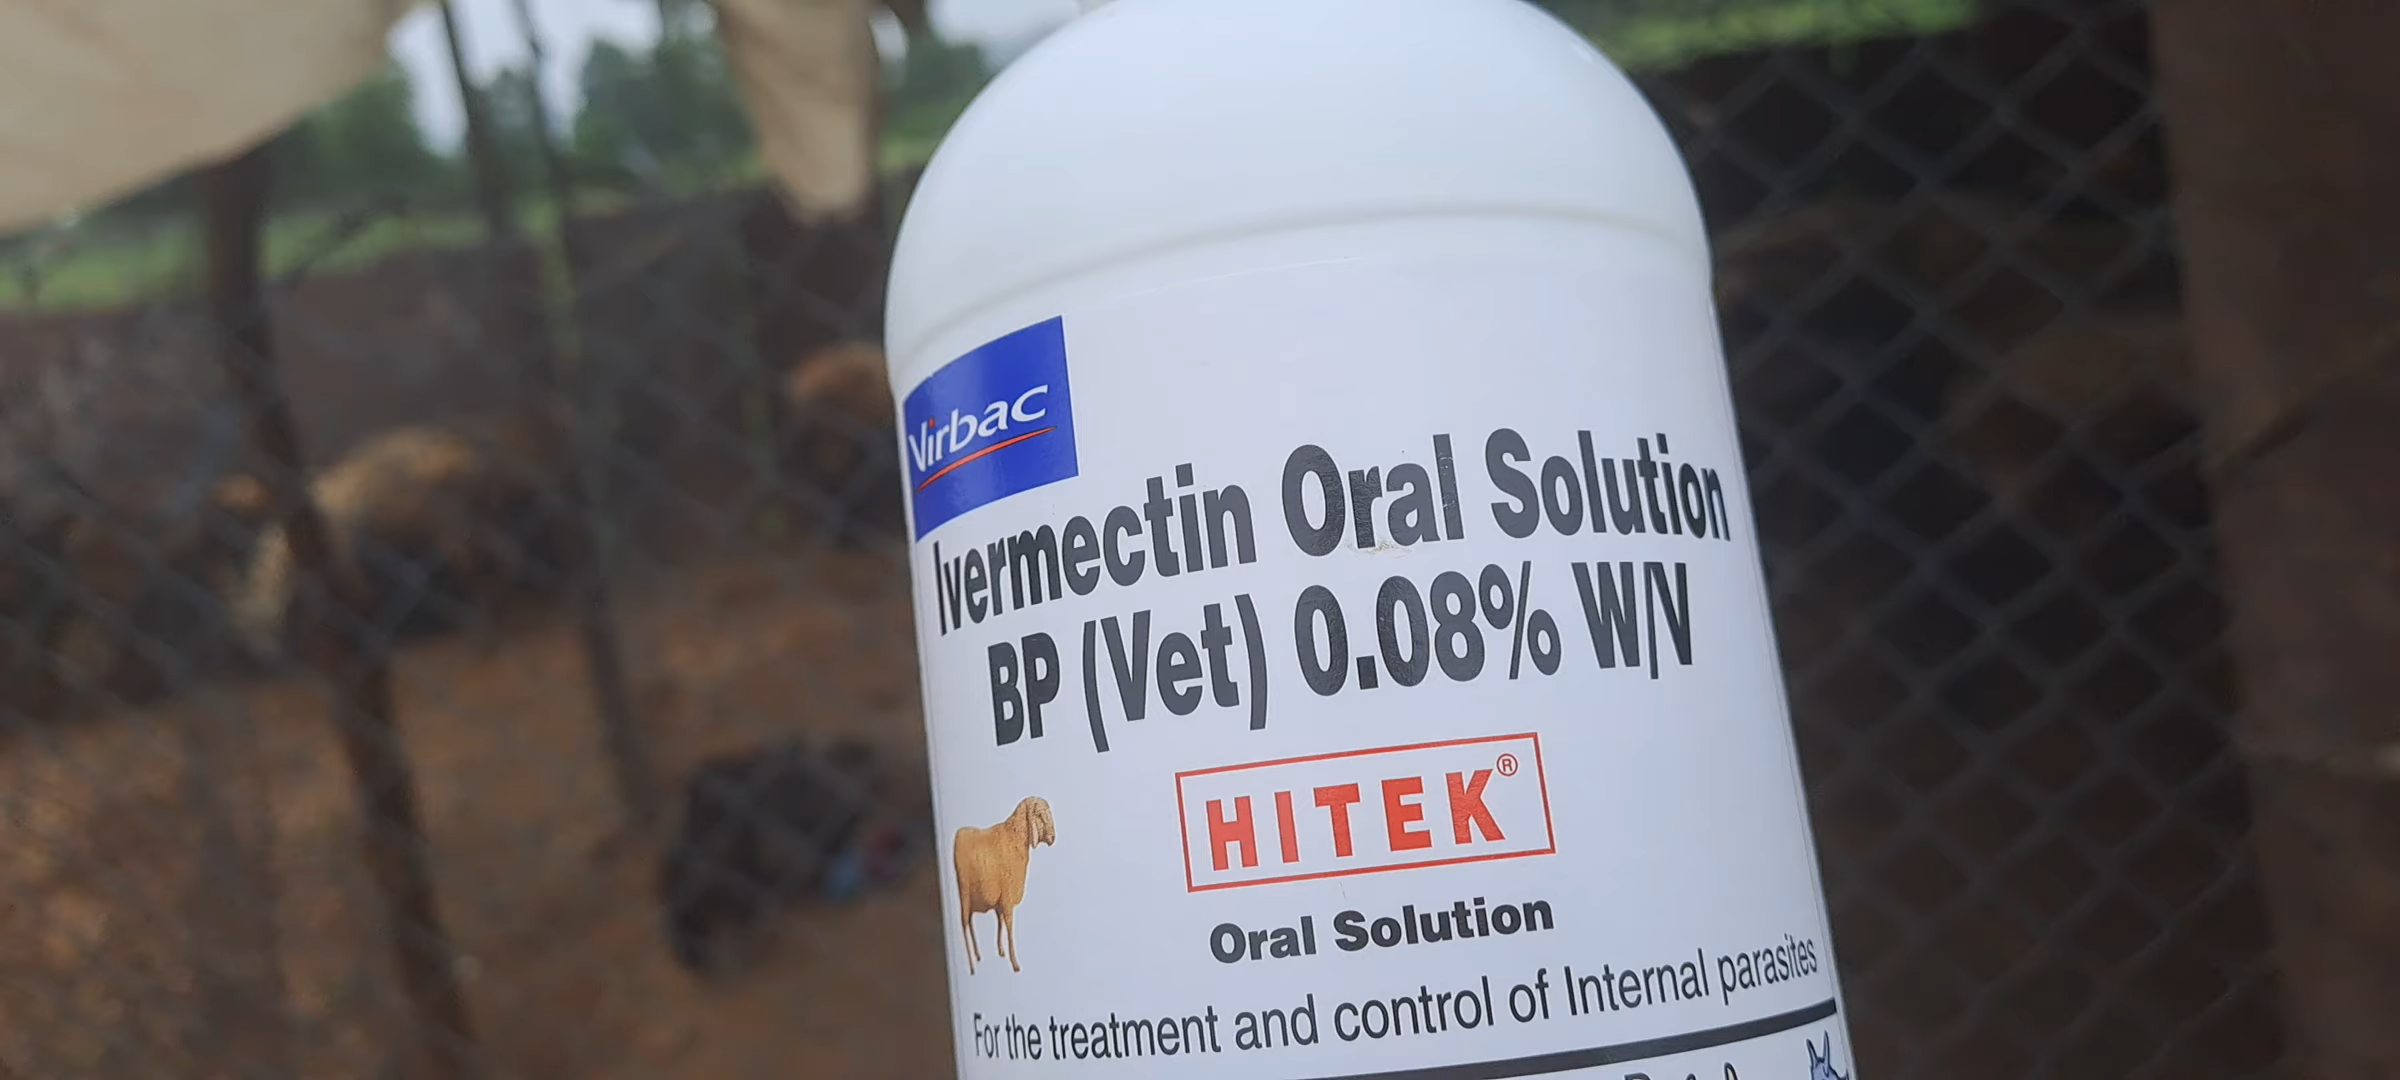 Virbac
Ivermectin Oral Solution
BP (Vet) 0.08% W/V
HITEK®
Oral Solution
For the treatment and control of Internal parasites